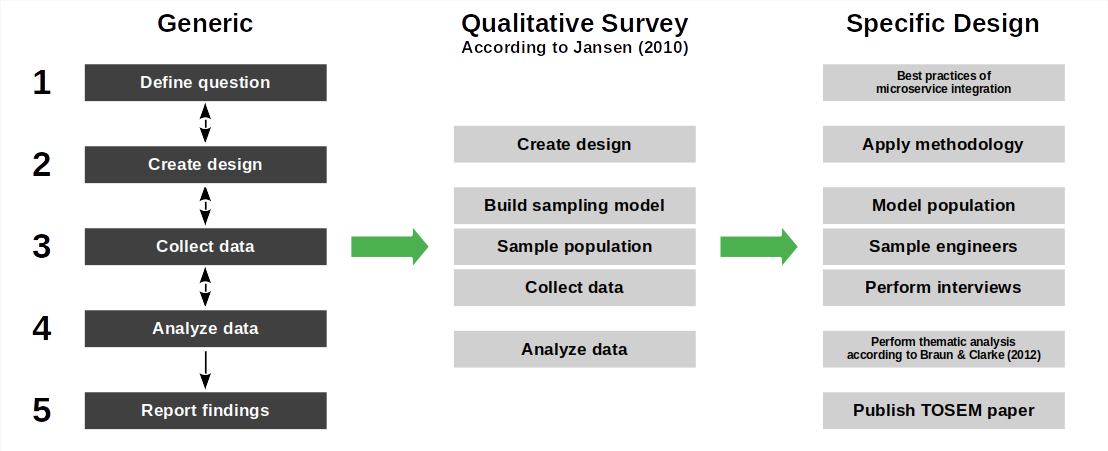 Generic
1
Define question
2
Create design
3
Collect data
4
Analyze data
5
Report findings
Qualitative Survey
According to Jansen (2010)
Create design
Build sampling model
Sample population
Collect data
Analyze data
Specific Design
Best practices of
microservice integration
Apply methodology
Model population
Sample engineers
Perform interviews
Perform thematic analysis
according to Braun & Clarke (2012)
Publish TOSEM paper